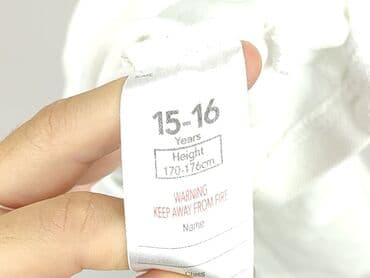 15-16
Years
Height
170-176cm
WARNING
KEEP AWAY FROM FIRE
Name